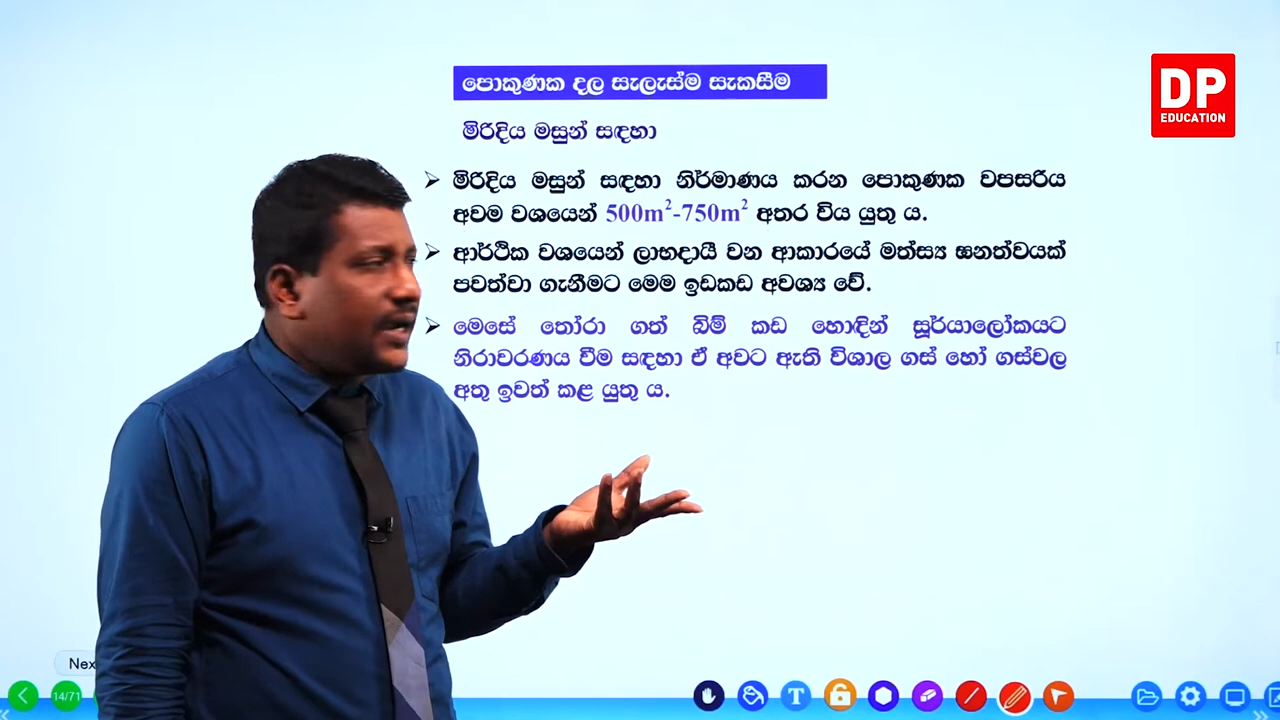 පොකුණක දල සැලැස්ම සැකසීම
DP
EDUCATION
මිරිදිය මසුන් සඳහා
➢ මිරිදිය මසුන් සඳහා නිර්මාණය කරන පොකුණක වපසරිය
අවම වශයෙන් 500m²-750m² අතර විය යුතු ය.
➢ ආර්ථික වශයෙන් ලාභදායී වන ආකාරයේ මත්ස්‍ය ඝනත්වයක්
පවත්වා ගැනීමට මෙම ඉඩකඩ අවශ්‍ය වේ.
➢ මෙසේ තෝරා ගත් බිම් කඩ හොඳින් සූර්යාලෝකයට
නිරාවරණය වීම සඳහා ඒ අවට ඇති විශාල ගස් හෝ ගස්වල
අතු ඉවත් කළ යුතු ය.
Nex
14/71
T